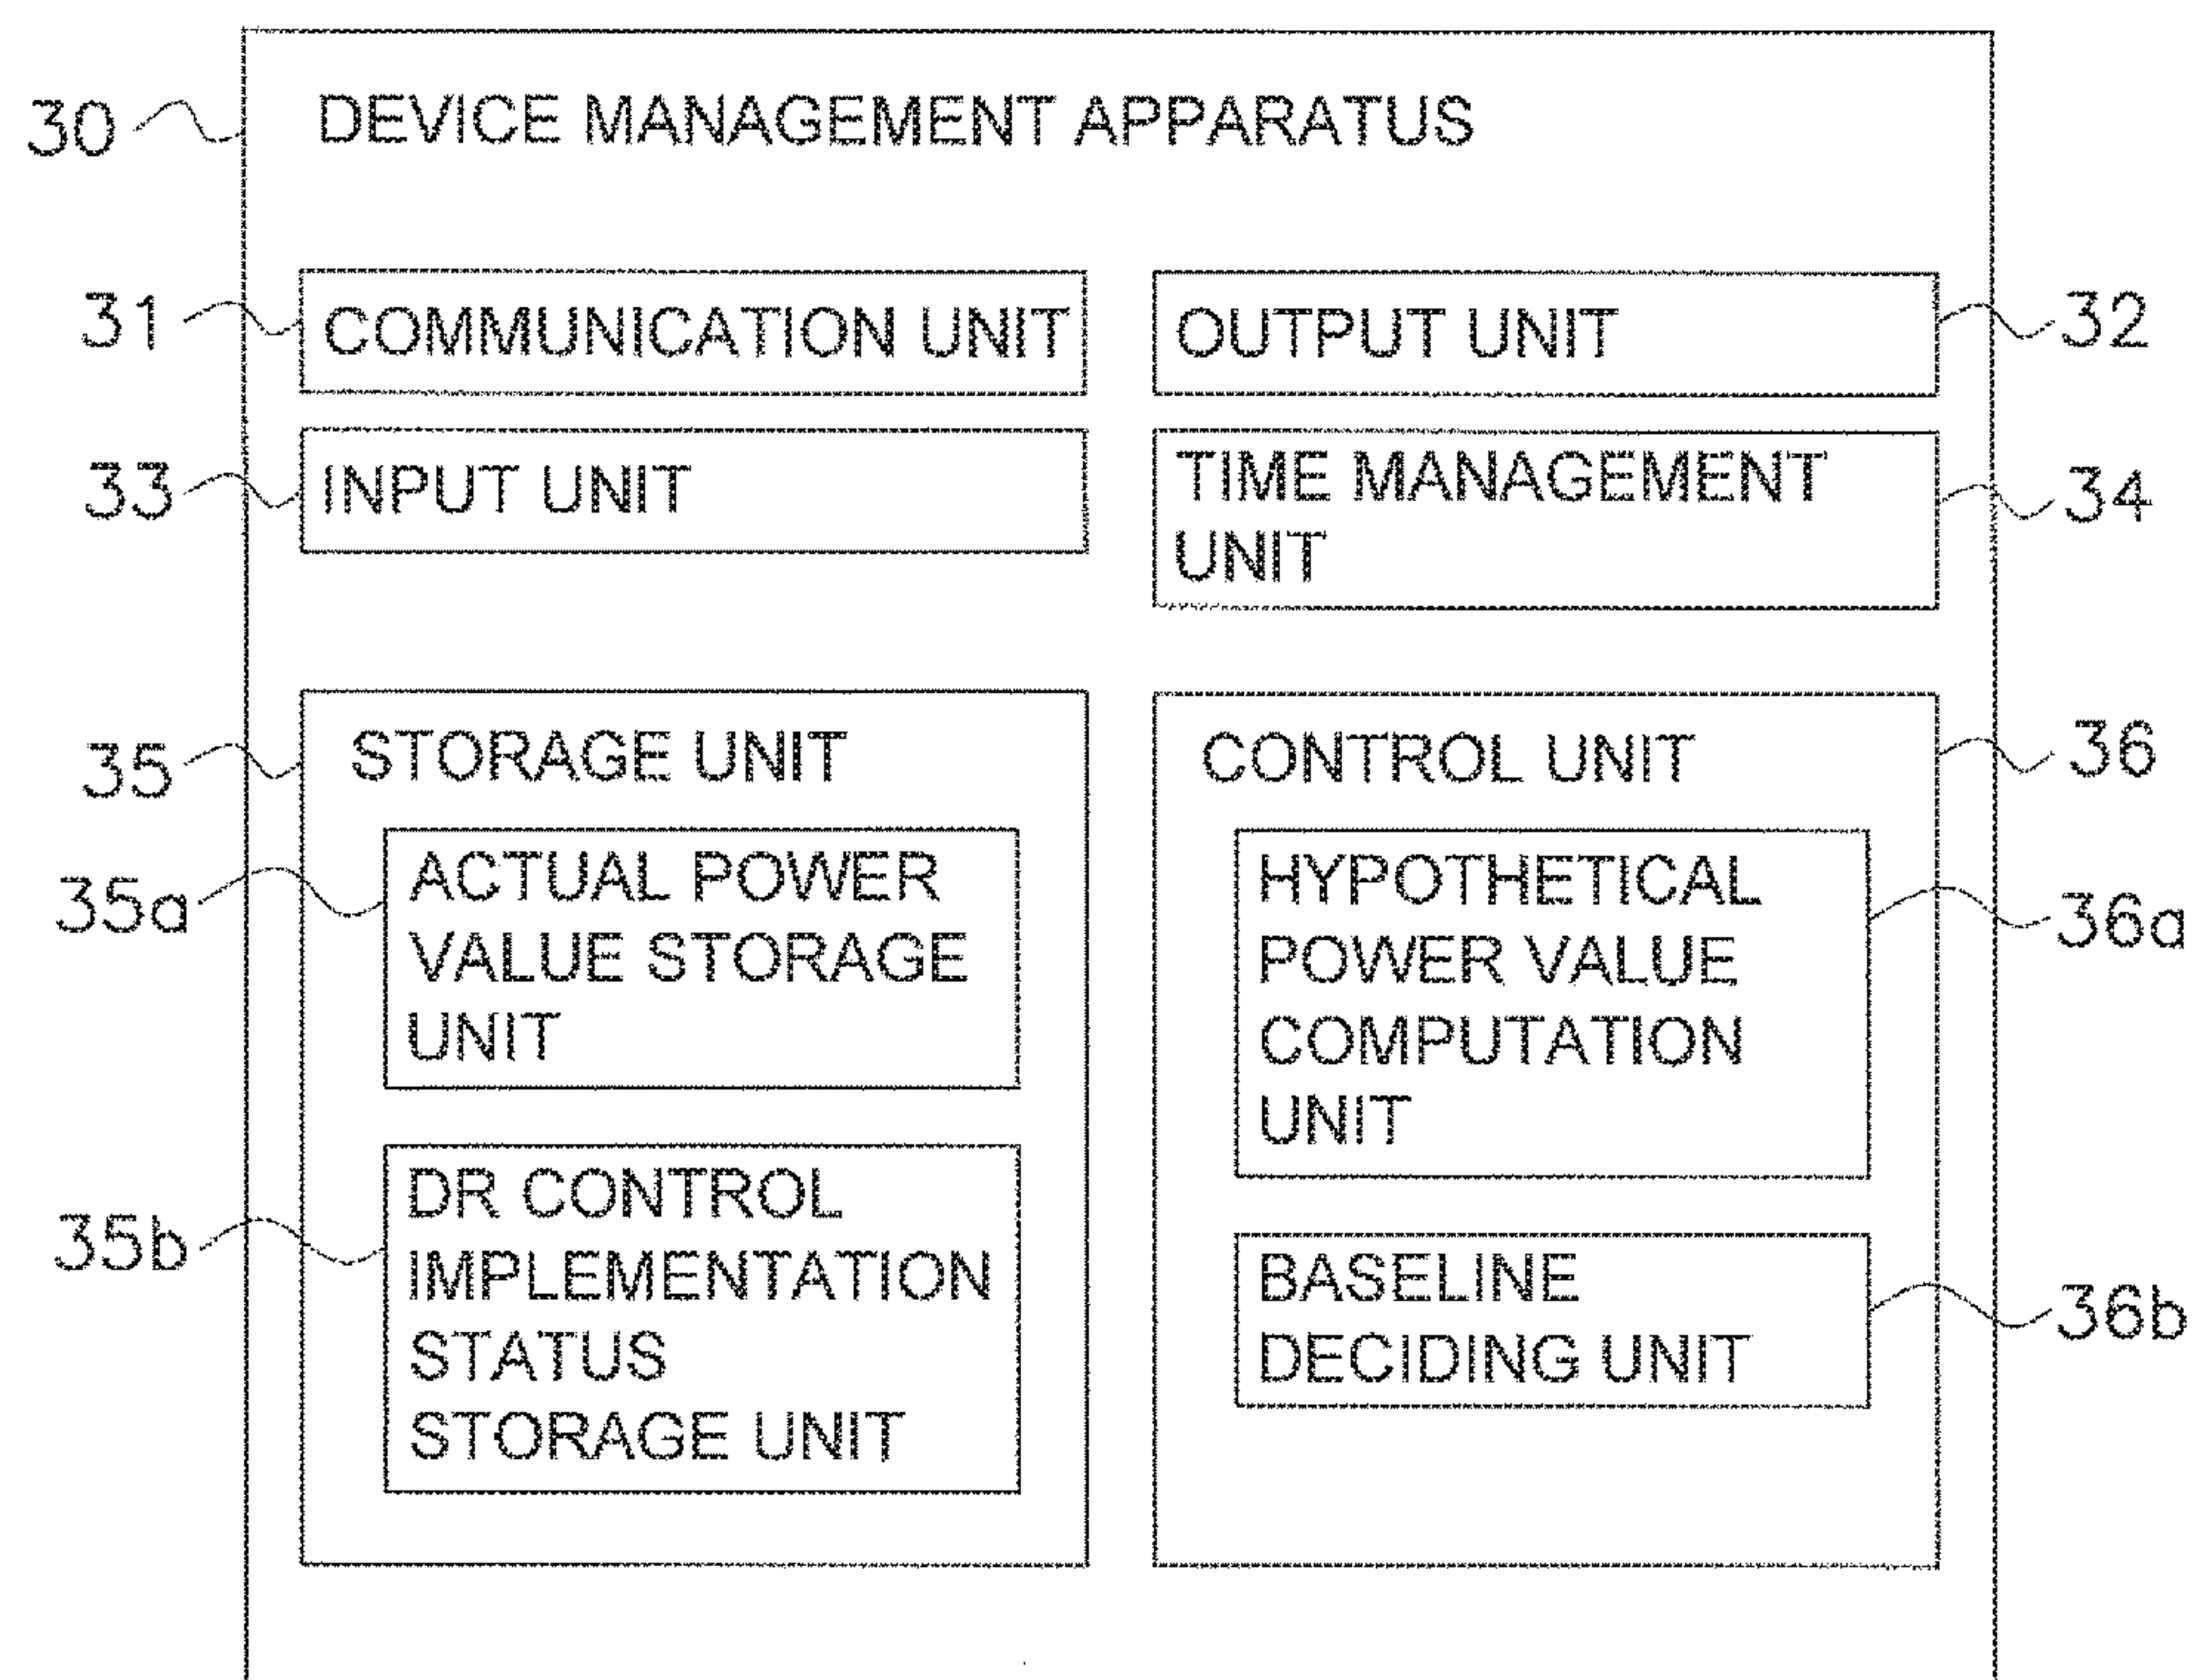 30
DEVICE MANAGEMENT APPARATUS
31
COMMUNICATION UNIT
OUTPUT UNIT
32
33
INPUT UNIT
TIME MANAGEMENT
UNIT
34
35
STORAGE UNIT
35a
ACTUAL POWER
VALUE STORAGE
UNIT
35b
DR CONTROL
IMPLEMENTATION
STATUS
STORAGE UNIT
CONTROL UNIT
36
HYPOTHETICAL
POWER VALUE
COMPUTATION
UNIT
36a
BASELINE
DECIDING UNIT
36b